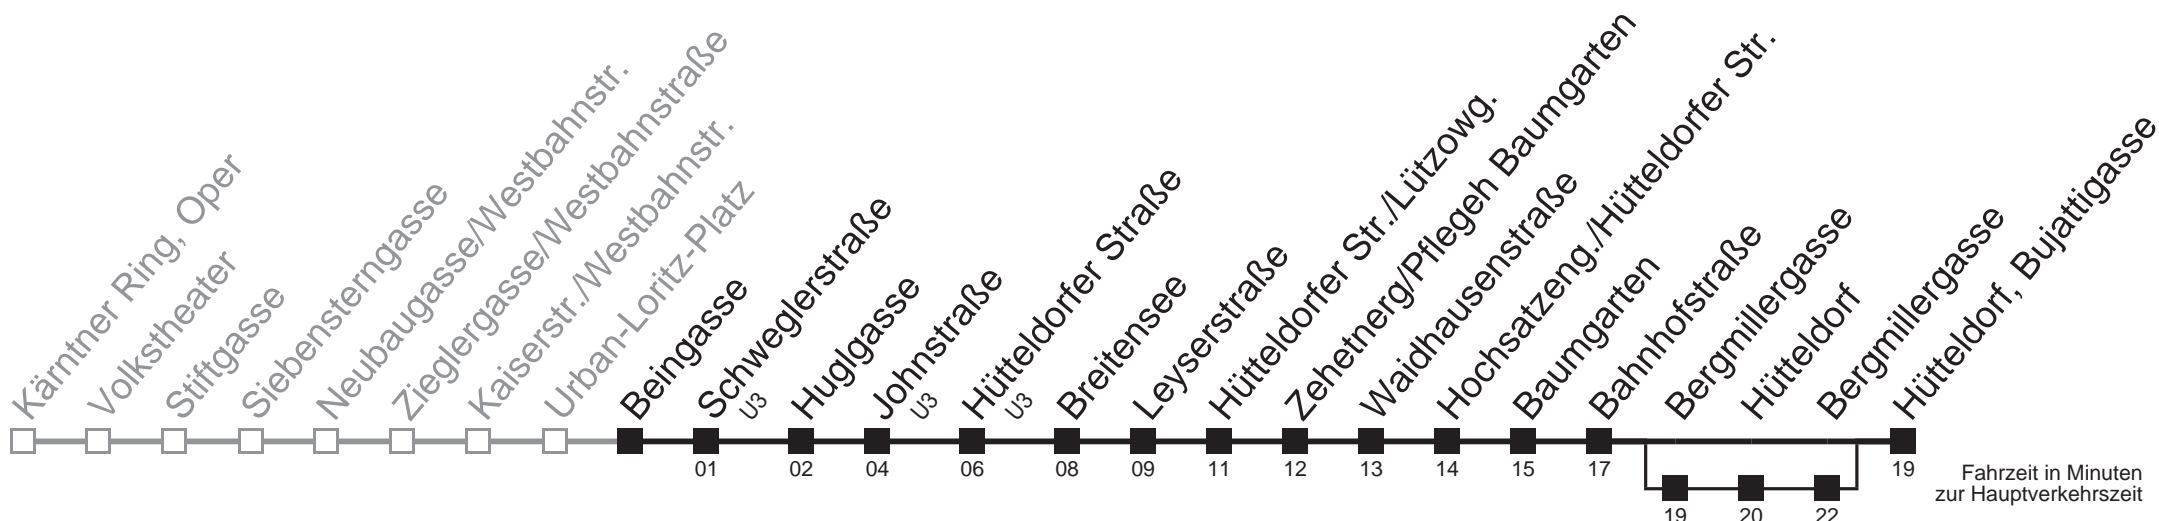 Kärntner Ring, Oper
Volkstheater
Stiftgasse
Siebensterngasse
Neubaugasse/Westbahnstr.
Zieglergasse/Westbahnstraße
Kaiserstr./Westbahnstr.
Urban-Loritz-Platz
Beingasse
Schweglerstraße
U3
Huglgasse
Johnstraße
U3
Hütteldorfer Straße
U3
Breitensee
Leyserstraße
Hütteldorfer Str./Lützowg.
Zehetnerg/Pflegeh Baumgarten
Waidhausenstraße
Hochsatzeng./Hütteldorfer Str.
Baumgarten
Bahnhofstraße
Bergmillergasse
Hütteldorf
Bergmillergasse
Hütteldorf, Bujattigasse
01 02 04 06 08 09 11 12 13 14 15 17 19
19 20 22
Fahrzeit in Minuten
zur Hauptverkehrszeit